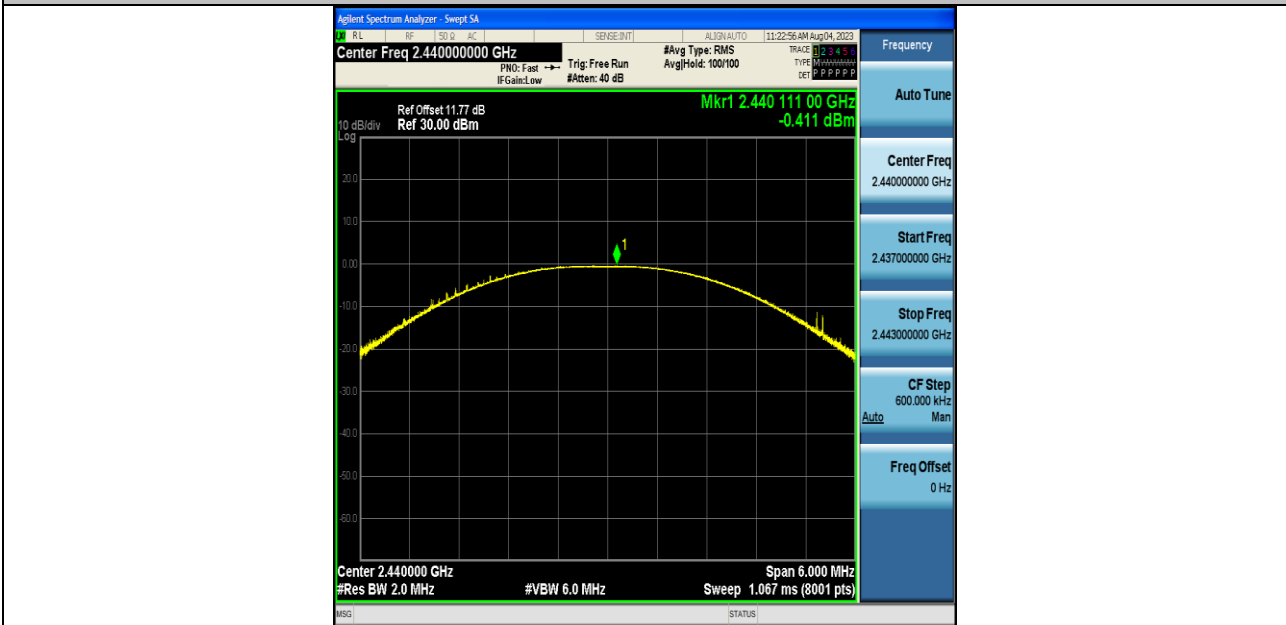 Agilent Spectrum Analyzer - Swept SA
LXI RL RF 50 Ω AC SENSE:INT ALIGN AUTO 11:22:56 AM Aug 04, 2023
Center Freq 2.440000000 GHz
PNO: Fast
IFGain:Low
Trig: Free Run
#Atten: 40 dB
#Avg Type: RMS
Avg|Hold: 100/100
TRACE 1 2 3 4 5 6
TYPE M
DET P P P P P P
Ref Offset 11.77 dB
10 dB/div Ref 30.00 dBm
Log
Mkr1 2.440 111 00 GHz
-0.411 dBm
1
20.0
10.0
0.00
-10.0
-20.0
-30.0
-40.0
-50.0
-60.0
Center 2.440000 GHz Span 6.000 MHz
#Res BW 2.0 MHz #VBW 6.0 MHz Sweep 1.067 ms (8001 pts)
MSG STATUS
Frequency
Auto Tune
Center Freq
2.440000000 GHz
Start Freq
2.437000000 GHz
Stop Freq
2.443000000 GHz
CF Step
600.000 kHz
Auto Man
Freq Offset
0 Hz